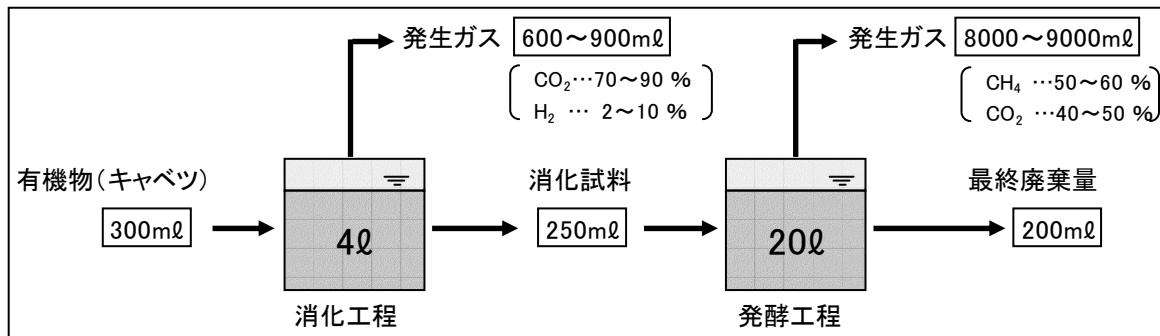 発生ガス 600～900mℓ
CO₂…70～90 %
H₂ … 2～10 %
発生ガス 8000～9000mℓ
CH₄ …50～60 %
CO₂ …40～50 %
有機物(キャベツ)
300mℓ
4ℓ
消化工程
消化試料
250mℓ
20ℓ
発酵工程
最終廃棄量
200mℓ